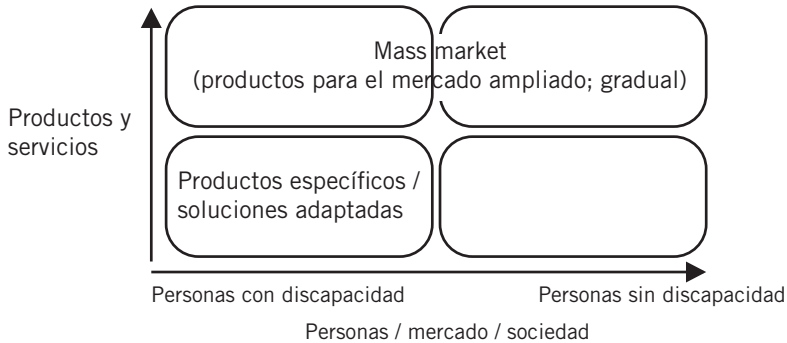 Mass market
(productos para el mercado ampliado; gradual)
Productos y
servicios
Productos específicos /
soluciones adaptadas
Personas con discapacidad
Personas sin discapacidad
Personas / mercado / sociedad